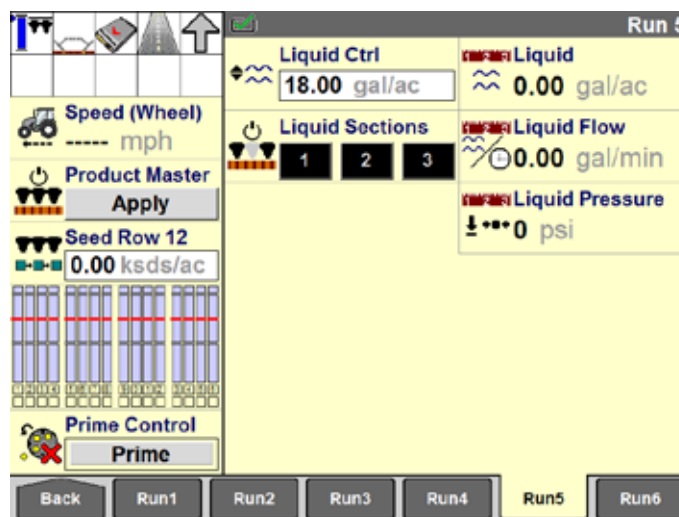 Run 5
Speed (Wheel)
----- mph
Product Master
Apply
Seed Row 12
0.00 ksds/ac
Prime Control
Prime
Liquid Ctrl
18.00 gal/ac
Liquid Sections
1 2 3
Liquid
0.00 gal/ac
Liquid Flow
0.00 gal/min
Liquid Pressure
0 psi
Back Run1 Run2 Run3 Run4 Run5 Run6